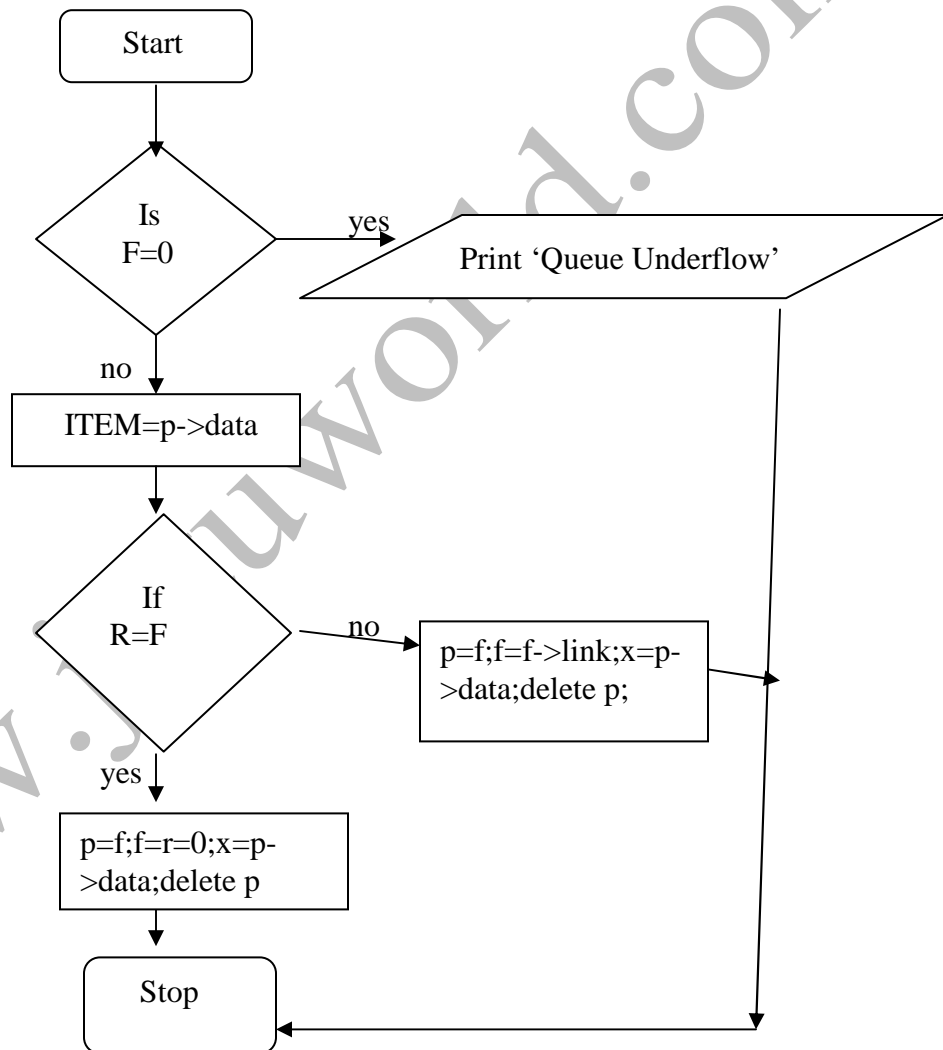 Start
Is
F=0
yes
Print ‘Queue Underflow’
no
ITEM=p->data
If
R=F
no
p=f;f=f->link;x=p-
>data;delete p;
yes
p=f;f=r=0;x=p-
>data;delete p
Stop